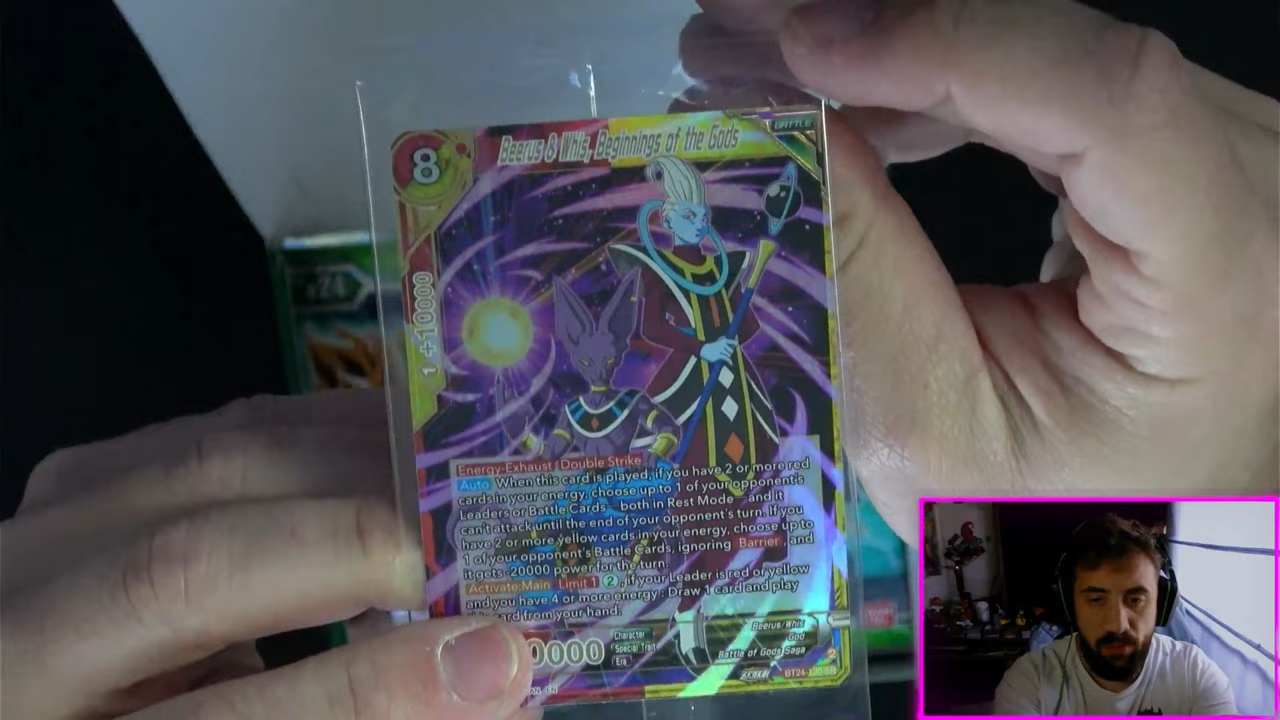 BATTLE
8
Beerus & Whis, Beginnings of the Gods
1 +10000
Energy-Exhaust Double Strike
Auto When this card is played, if you have 2 or more red
cards in your energy, choose up to 1 of your opponent's
Leaders or Battle Cards—both in Rest Mode—and it
can't attack until the end of your opponent's turn. If you
have 2 or more yellow cards in your energy, choose up to
1 of your opponent's Battle Cards, ignoring Barrier, and
it gets -20000 power for the turn.
Activate:Main Limit 1 2, if your Leader is red or yellow
and you have 4 or more energy : Draw 1 card and play
card from your hand.
0000
Character
Special Trait
Era
Beerus/Whis
God
Battle of Gods Saga
BT24-
EN